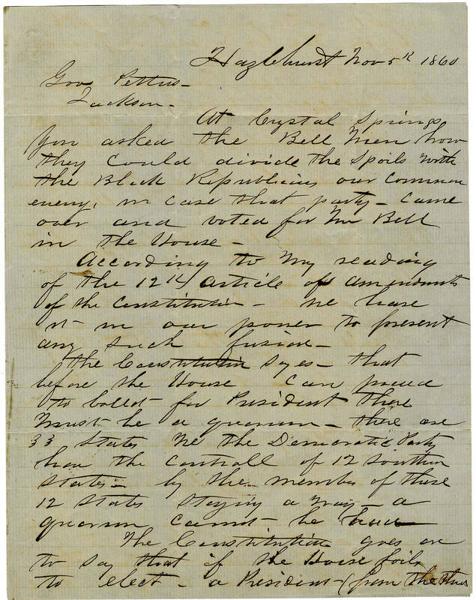 Hazlehurst Nov 5th 1860
Gov Pettus-
Jackson-
At Crystal Springs
you asked the Bell Men how
they could divide the Spoils with
the Black Republicins our common
enemy, in case that party- came
over and voted for Mr Bell
in the House-
According to my reading
of the 12th article of amendments
of the Constitution- we have
it in our power to prevent
any such fusion-
the Constitution Says- that
before the House can proceed
to ballot- for President there
must be a quorum- there are
33 States We the Democratic Party
have the controll of 12 Southern
States- by the member of these
12 States staying away- a
quorum cannot- be had
The Constitution goes on
to say that if the House fails
to elect- a President (from the three